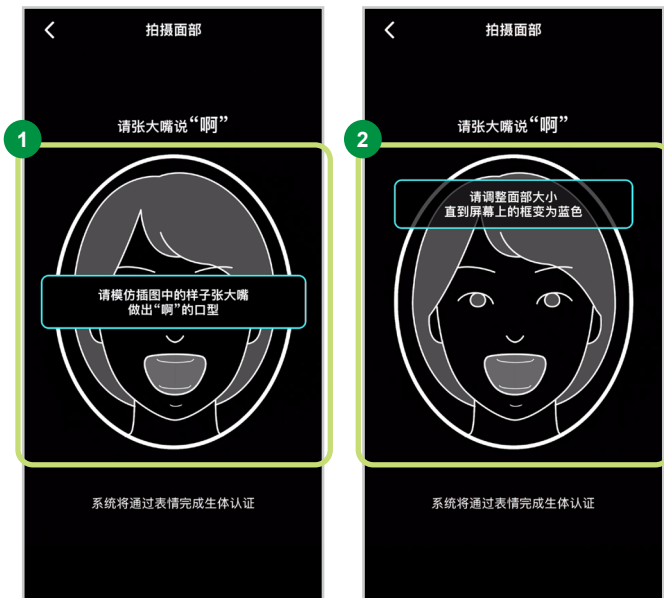 拍摄面部
请张大嘴说“啊”
1
请模仿插图中的样子张大嘴
做出“啊”的口型
系统将通过表情完成生体认证
拍摄面部
请张大嘴说“啊”
2
请调整面部大小
直到屏幕上的框变为蓝色
系统将通过表情完成生体认证